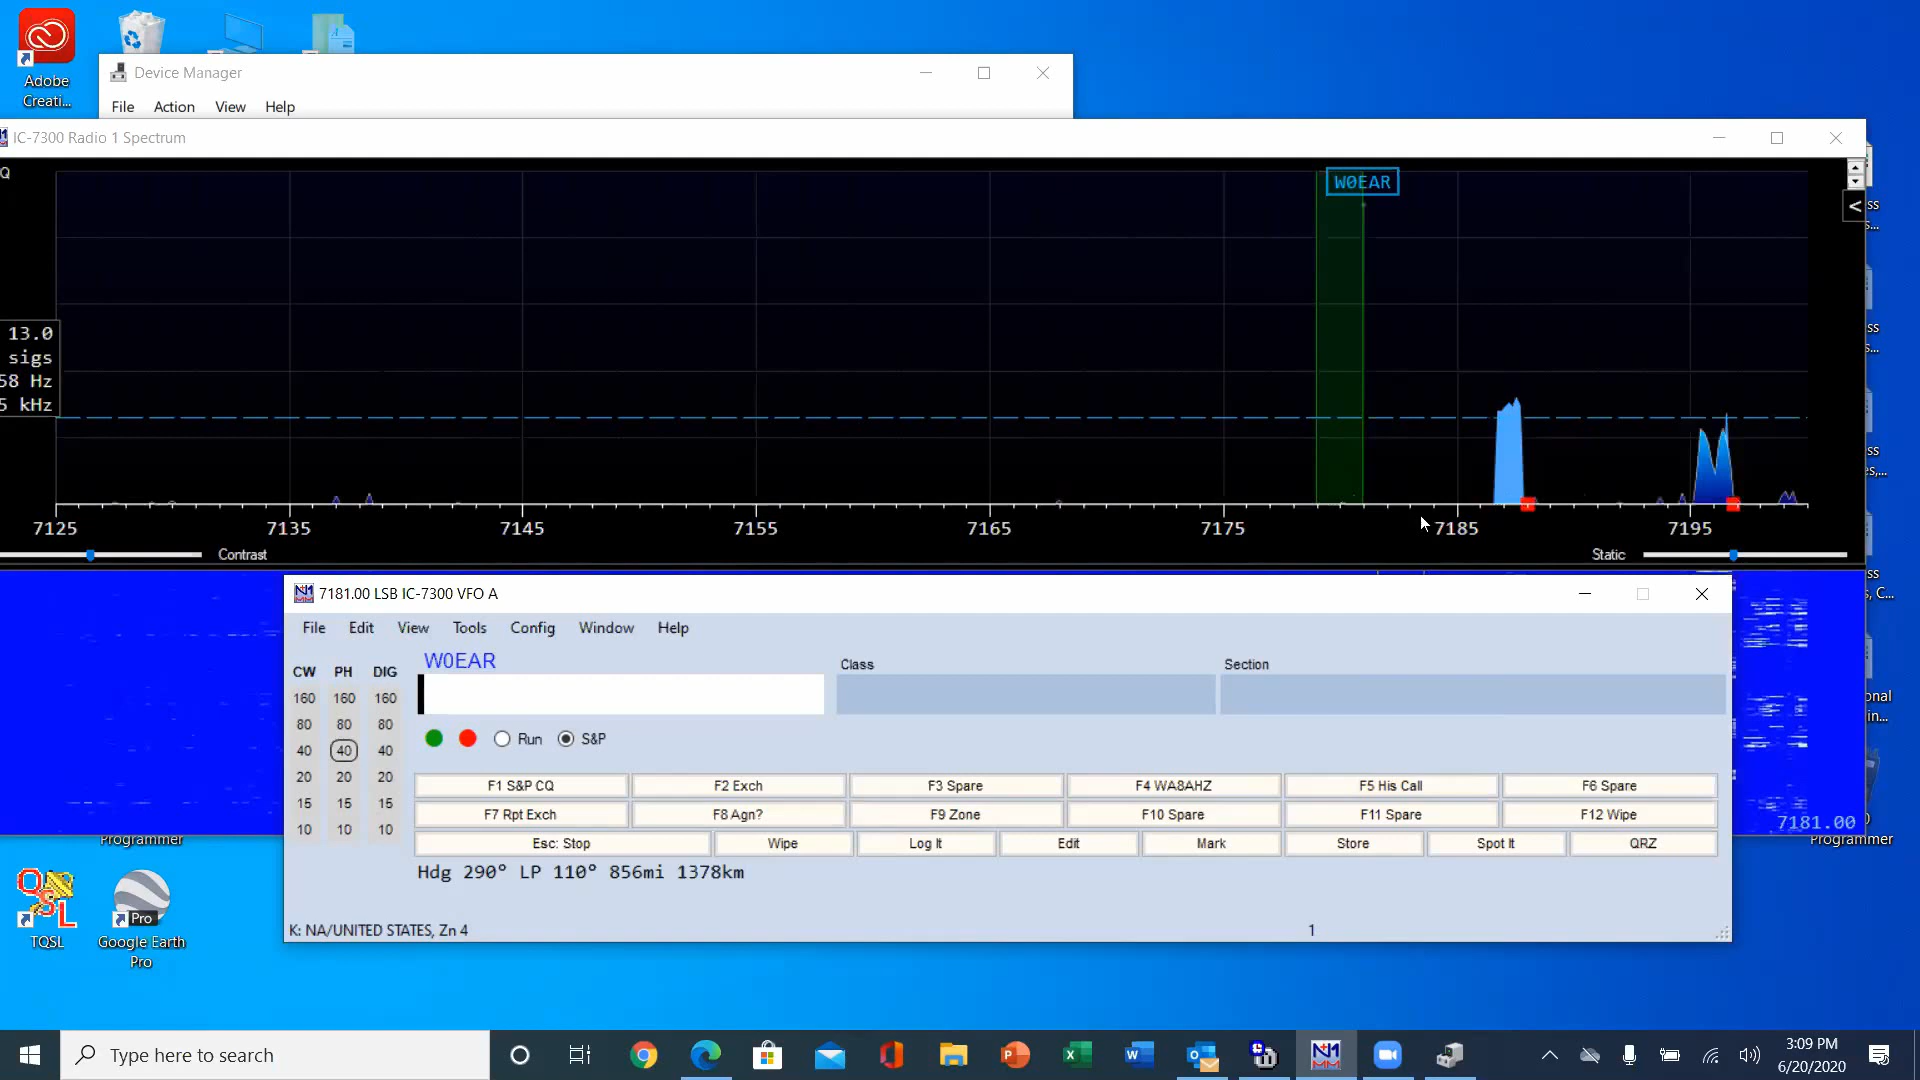 Adobe
Creati...
Device Manager
File Action View Help
IC-7300 Radio 1 Spectrum
Q
W0EAR
<
ss
13.0
sigs
58 Hz
5 kHz
7125 7135 7145 7155 7165 7175 7185 7195
Contrast
Static
7181.00 LSB IC-7300 VFO A
File Edit View Tools Config Window Help
CW PH DIG
160 160 160
80 80 80
40 40 40
20 20 20
15 15 15
10 10 10
W0EAR
Class
Section
Run S&P
F1 S&P CQ F2 Exch F3 Spare F4 WA8AHZ F5 His Call F6 Spare
F7 Rpt Exch F8 Agn? F9 Zone F10 Spare F11 Spare F12 Wipe
Esc: Stop Wipe Log It Edit Mark Store Spot It QRZ
Hdg 290° LP 110° 856mi 1378km
K: NA/UNITED STATES, Zn 4
1
7181.00
ss
s...
ss
es,...
ss
s, C...
onal
in...
Programmer
Programmer
TQSL
Pro
Google Earth
Pro
Type here to search
3:09 PM
6/20/2020